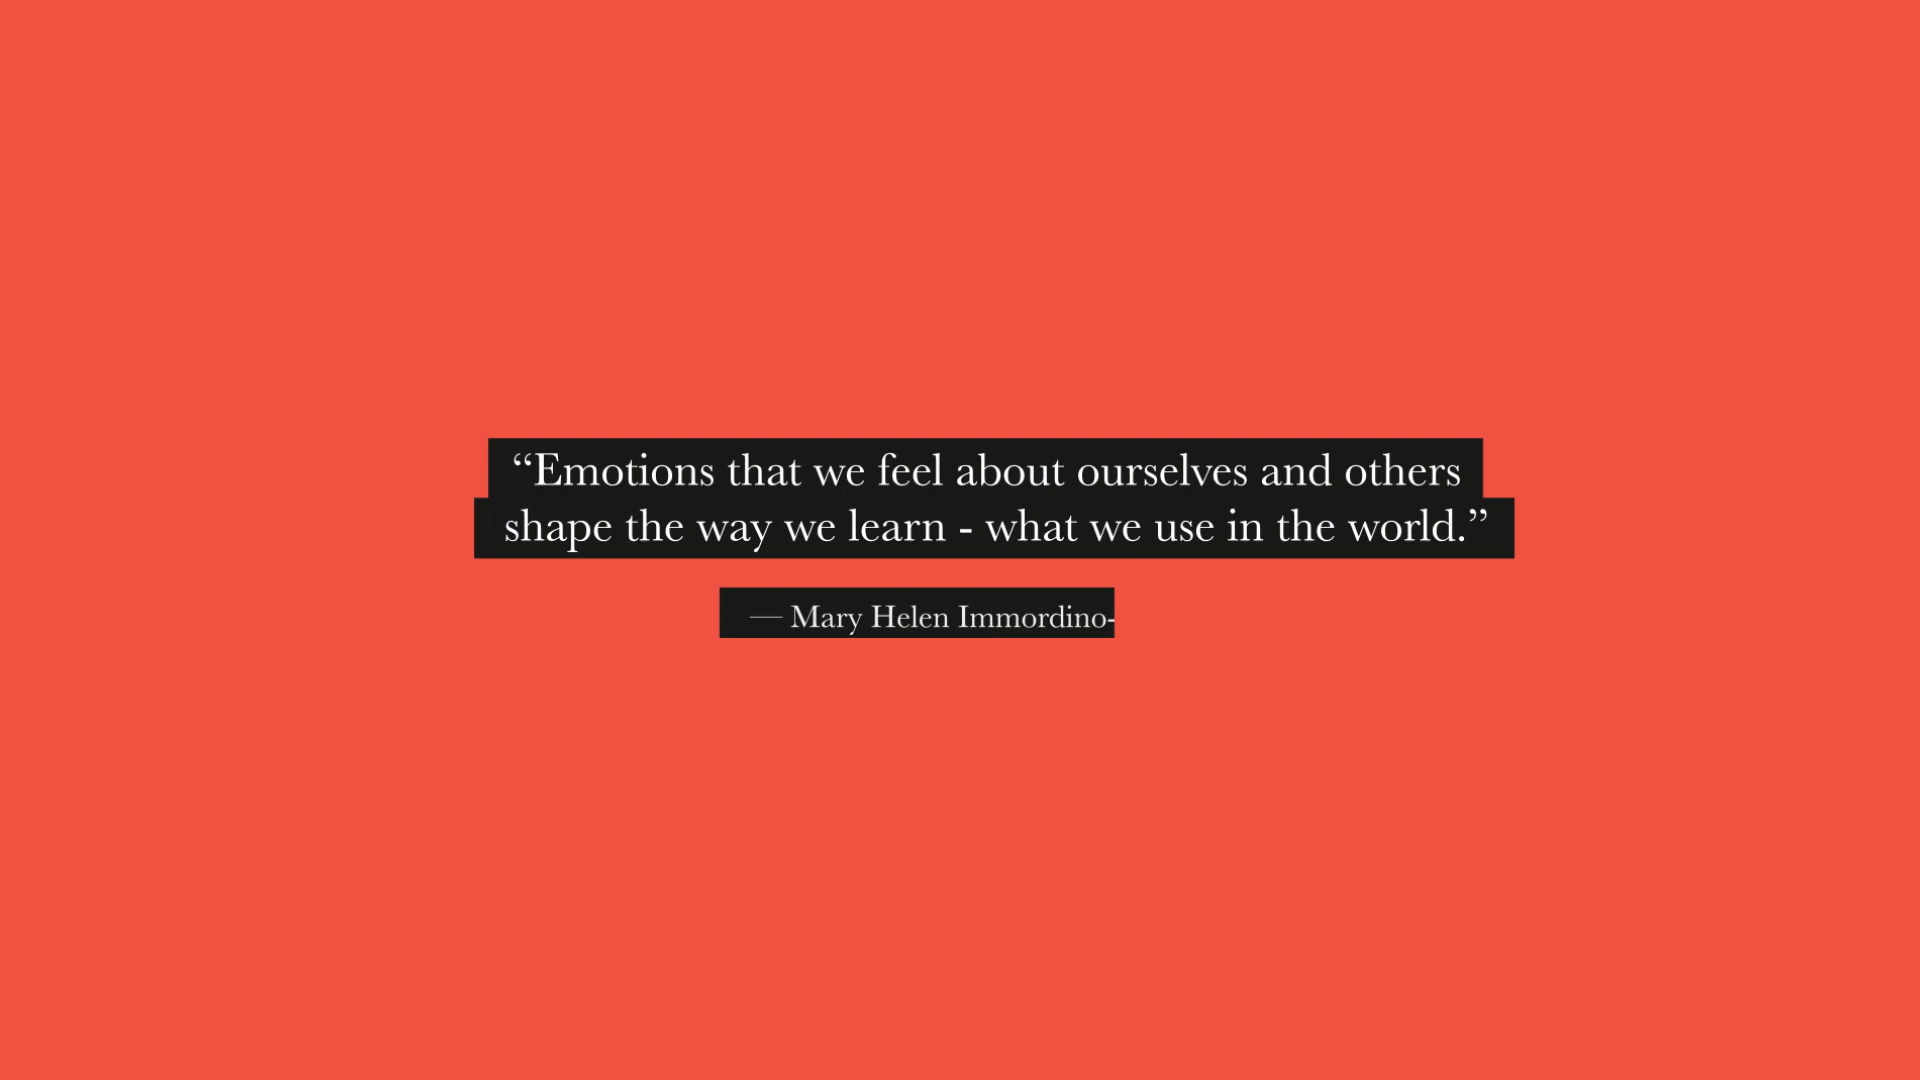 “Emotions that we feel about ourselves and others
shape the way we learn - what we use in the world.”
— Mary Helen Immordino-